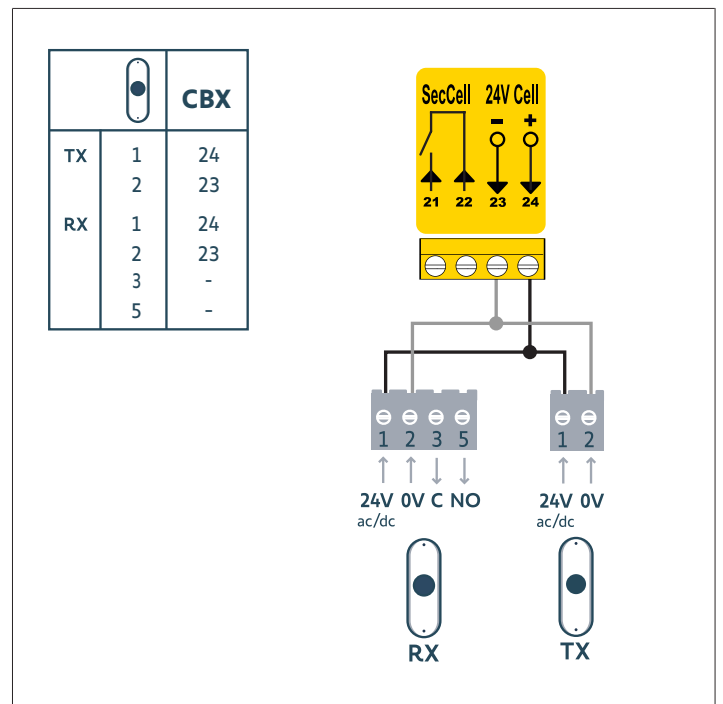 CBX
TX 1 24
2 23
RX 1 24
2 23
3 -
5 -
SecCell 24V Cell
- +
21 22 23 24
1 2 3 5
1 2
24V 0V C NO
ac/dc
24V 0V
ac/dc
RX
TX